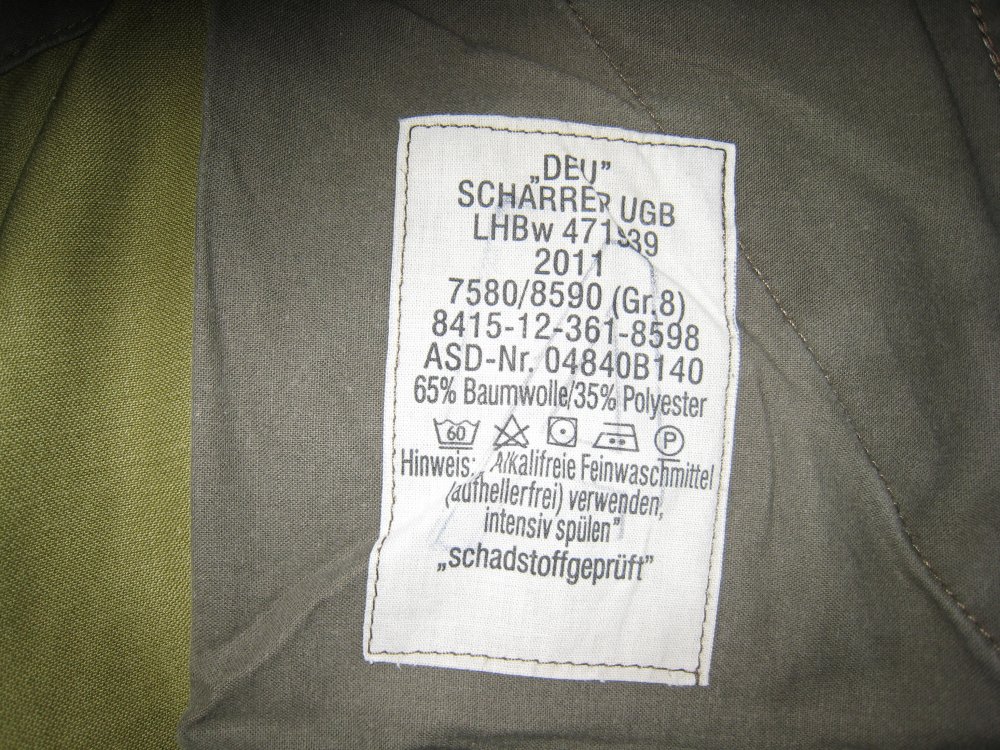 „DEU”
SCHARRER UGB
LHBw
2011
7580/8590 (Gr.8)
8415-12-361-8598
ASD-Nr. 04840B140
65% Baumwolle/35% Polyester
60 P
Hinweis: Alkalifreie Feinwaschmittel
(aufhellerfrei) verwenden,
intensiv spülen”
„schadstoffgeprüft”